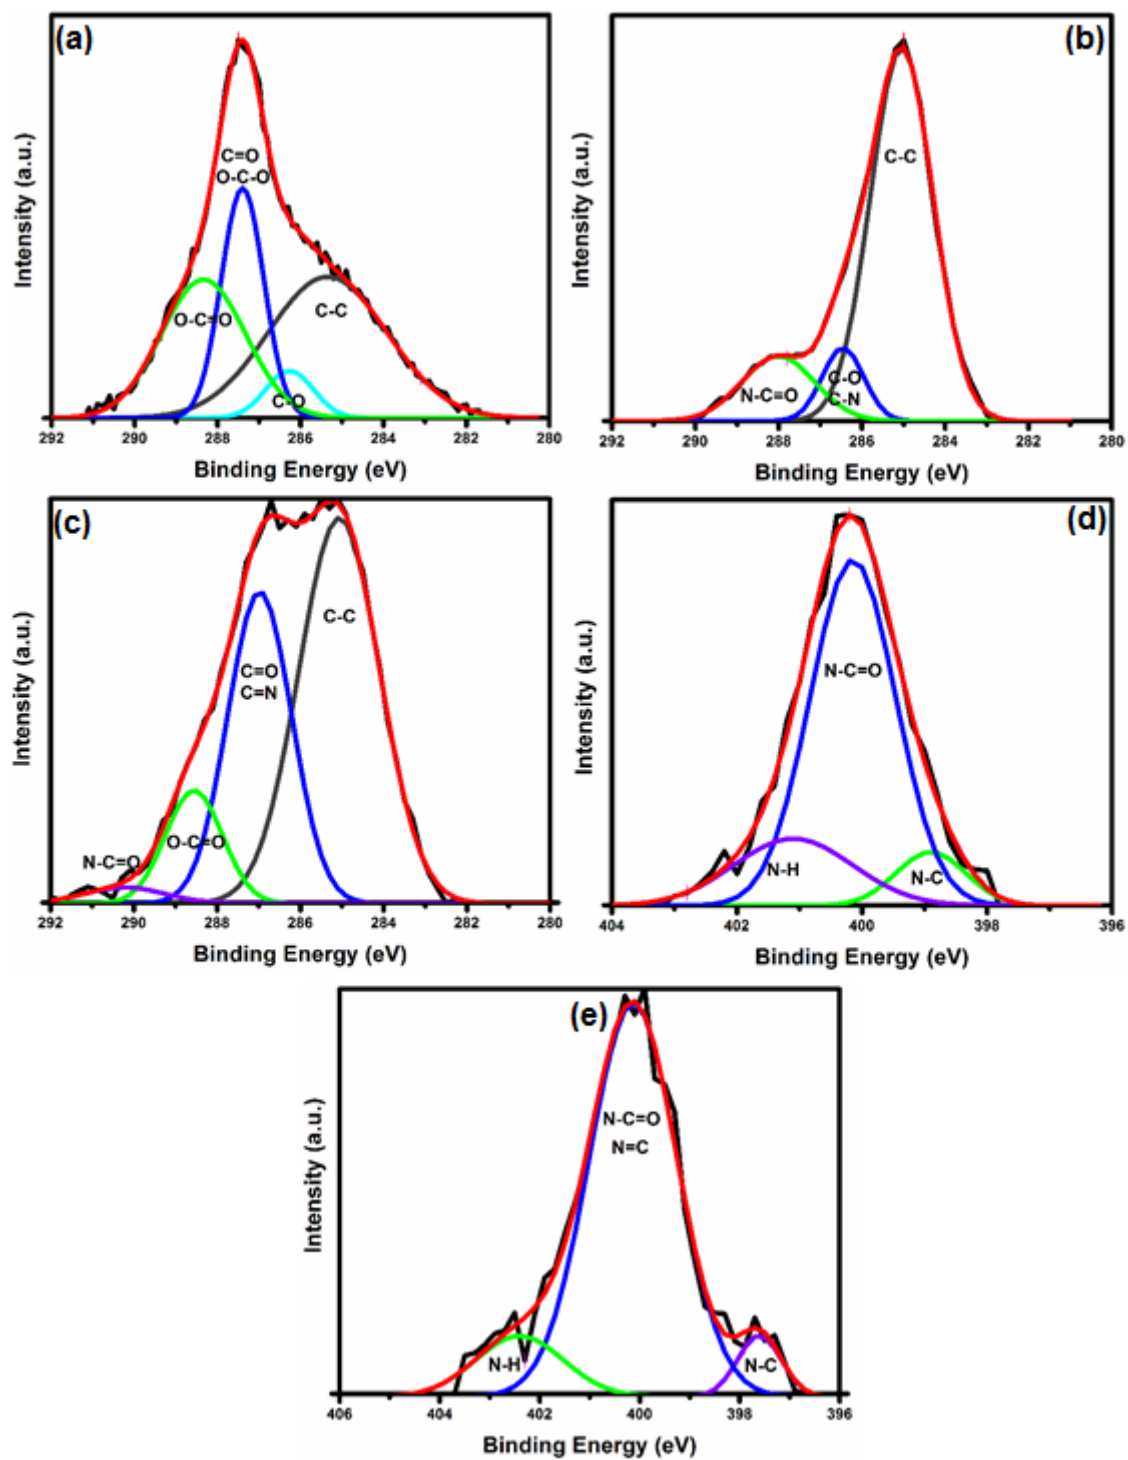 (a)
Intensity (a.u.)
C=O
O-C-O
O-C=O
C-C
C-O
292 290 288 286 284 282 280
Binding Energy (eV)
(b)
Intensity (a.u.)
C-C
N-C=O
C-O
C-N
292 290 288 286 284 282 280
Binding Energy (eV)
(c)
Intensity (a.u.)
C-C
C=O
C=N
O-C=O
N-C=O
292 290 288 286 284 282 280
Binding Energy (eV)
(d)
Intensity (a.u.)
N-C=O
N-H
N-C
404 402 400 398 396
Binding Energy (eV)
(e)
Intensity (a.u.)
N-C=O
N=C
N-H
N-C
406 404 402 400 398 396
Binding Energy (eV)